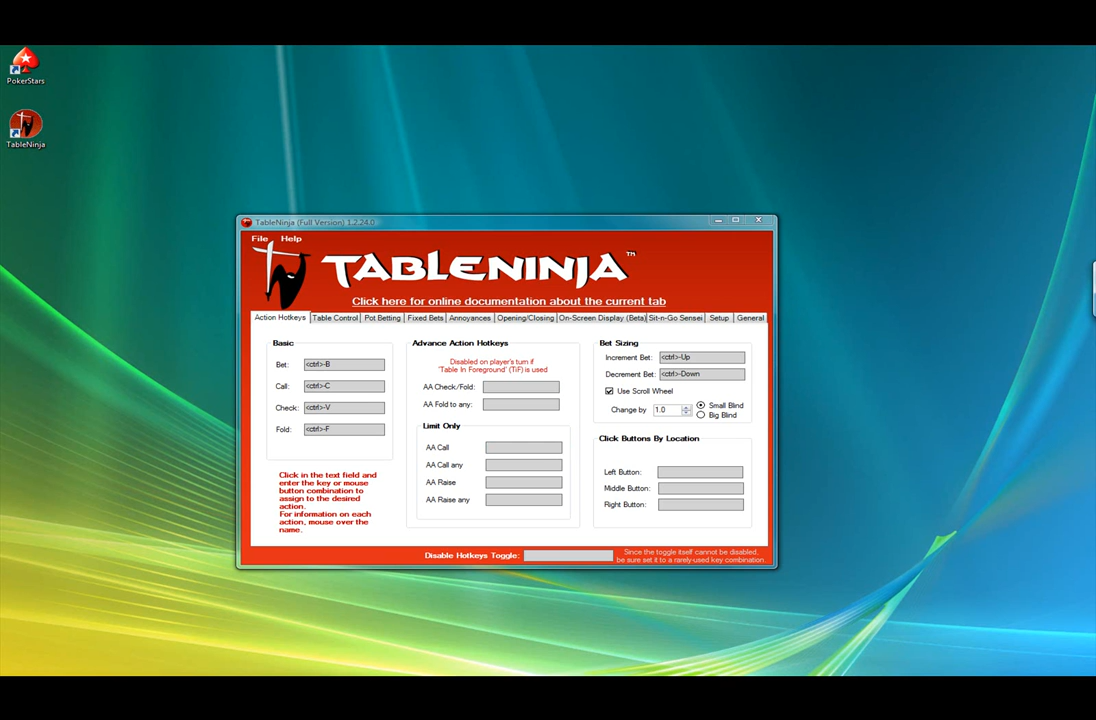 PokerStars
TableNinja
TableNinja (Full Version) 1.2.24.0
File Help
TABLENINJA™
Click here for online documentation about the current tab
Action Hotkeys Table Control Pot Betting Fixed Bets Annoyances Opening/Closing On-Screen Display (Beta) Sit-n-Go Sensei Setup General
Basic
Bet: <ctrl>-B
Call: <ctrl>-C
Check: <ctrl>-V
Fold: <ctrl>-F
Click in the text field and
enter the key or mouse
button combination to
assign to the desired
action.
For information on each
action, mouse over the
name.
Advance Action Hotkeys
Disabled on player's turn if
'Table In Foreground' (TiF) is used
AA Check/Fold:
AA Fold to any:
Limit Only
AA Call
AA Call any
AA Raise
AA Raise any
Bet Sizing
Increment Bet: <ctrl>-Up
Decrement Bet: <ctrl>-Down
Use Scroll Wheel
Change by 1.0 Small Blind
Big Blind
Click Buttons By Location
Left Button:
Middle Button:
Right Button:
Disable Hotkeys Toggle:
Since the toggle itself cannot be disabled,
be sure set it to a rarely-used key combination.